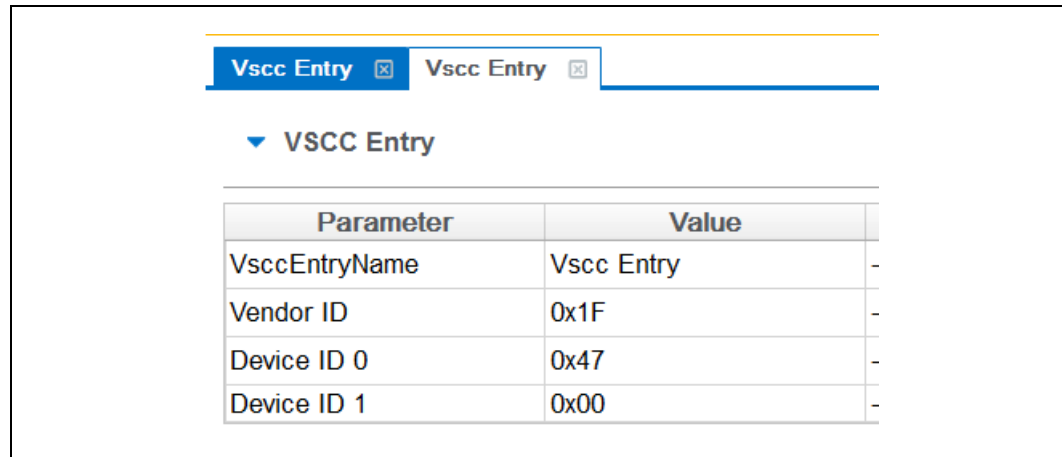 Vscc Entry Vscc Entry
VSCC Entry
Parameter Value
VsccEntryName Vscc Entry
Vendor ID 0x1F
Device ID 0 0x47
Device ID 1 0x00